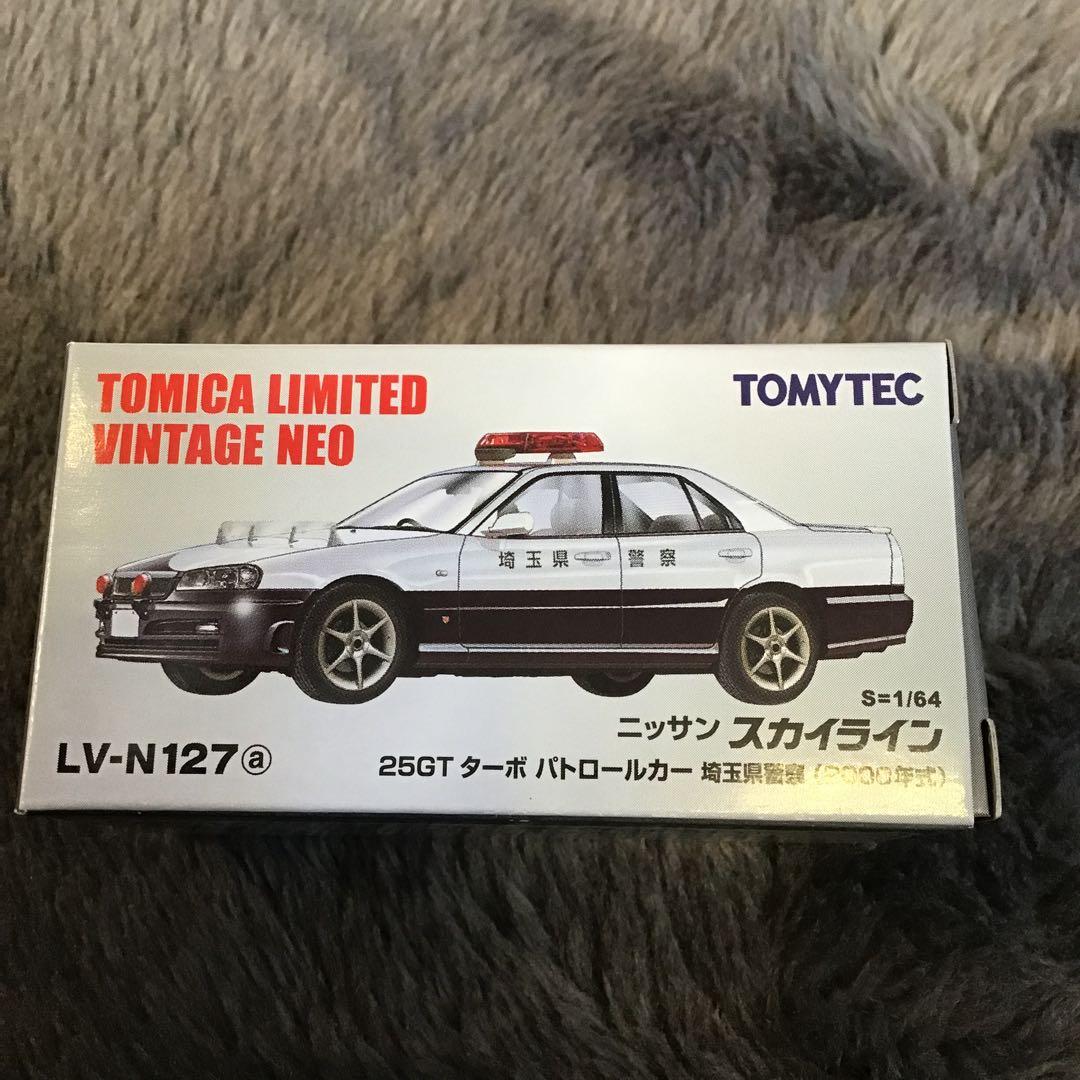 TOMICA LIMITED
VINTAGE NEO
TOMYTEC
埼玉県 警察
S=1/64
ニッサン スカイライン
LV-N127ⓐ
25GT ターボ パトロールカー 埼玉県警察 (2000年式)